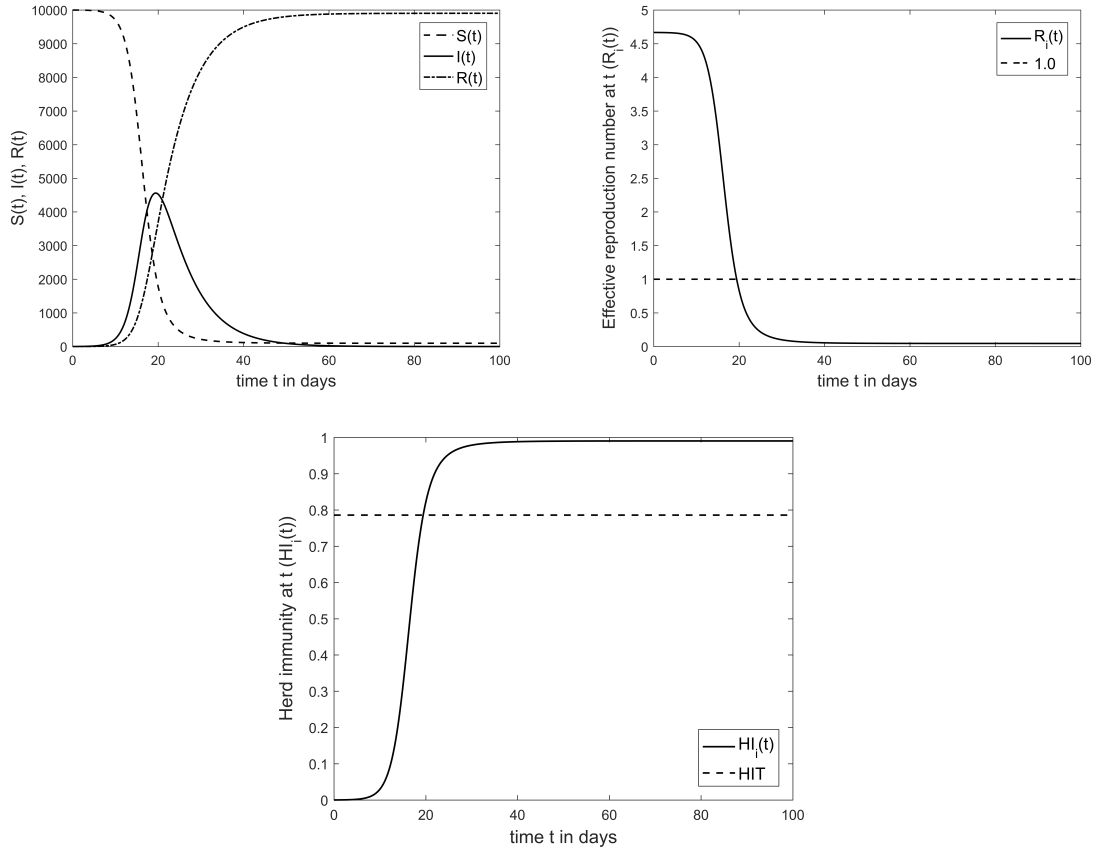 10000
9000
8000
7000
6000
5000
4000
3000
2000
1000
0
S(t), I(t), R(t)
S(t)
I(t)
R(t)
0 20 40 60 80 100
time t in days
5
4.5
4
3.5
3
2.5
2
1.5
1
0.5
0
Effective reproduction number at t (R_i(t))
R_i(t)
1.0
0 20 40 60 80 100
time t in days
1
0.9
0.8
0.7
0.6
0.5
0.4
0.3
0.2
0.1
0
Herd immunity at t (HI_i(t))
HI_i(t)
HIT
0 20 40 60 80 100
time t in days